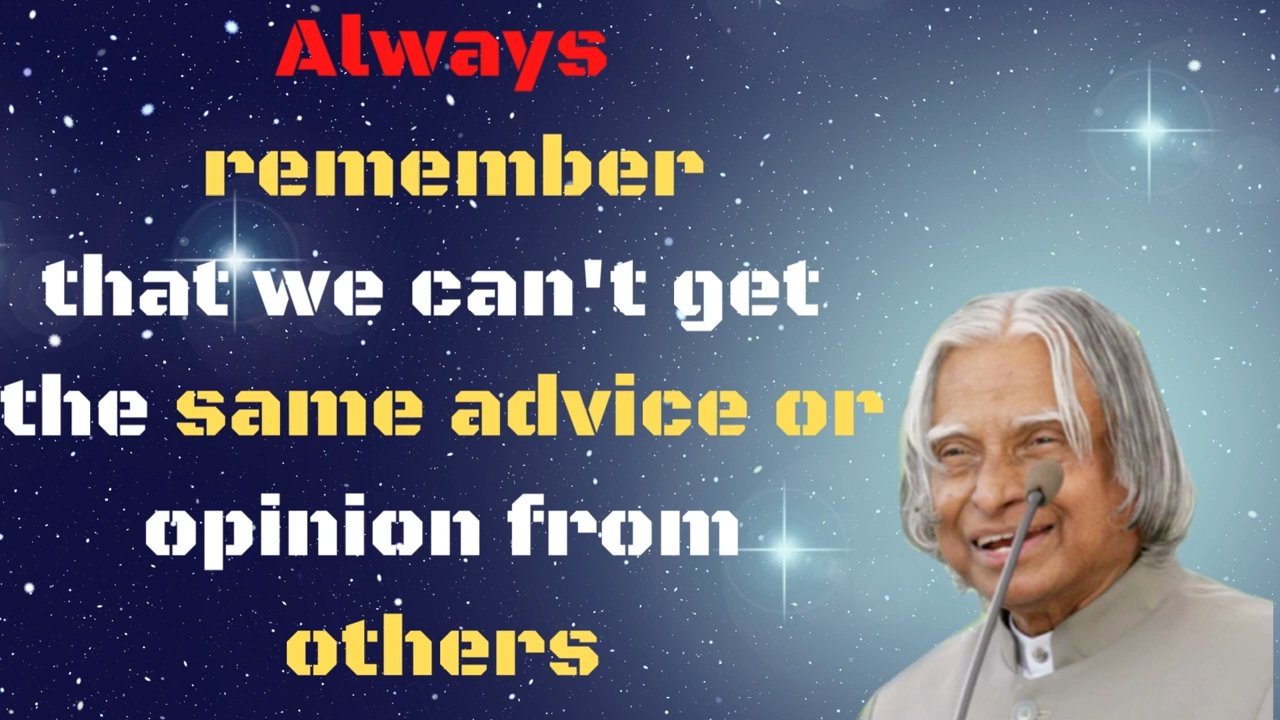 Always
remember
that we can't get
the same advice or
opinion from
others